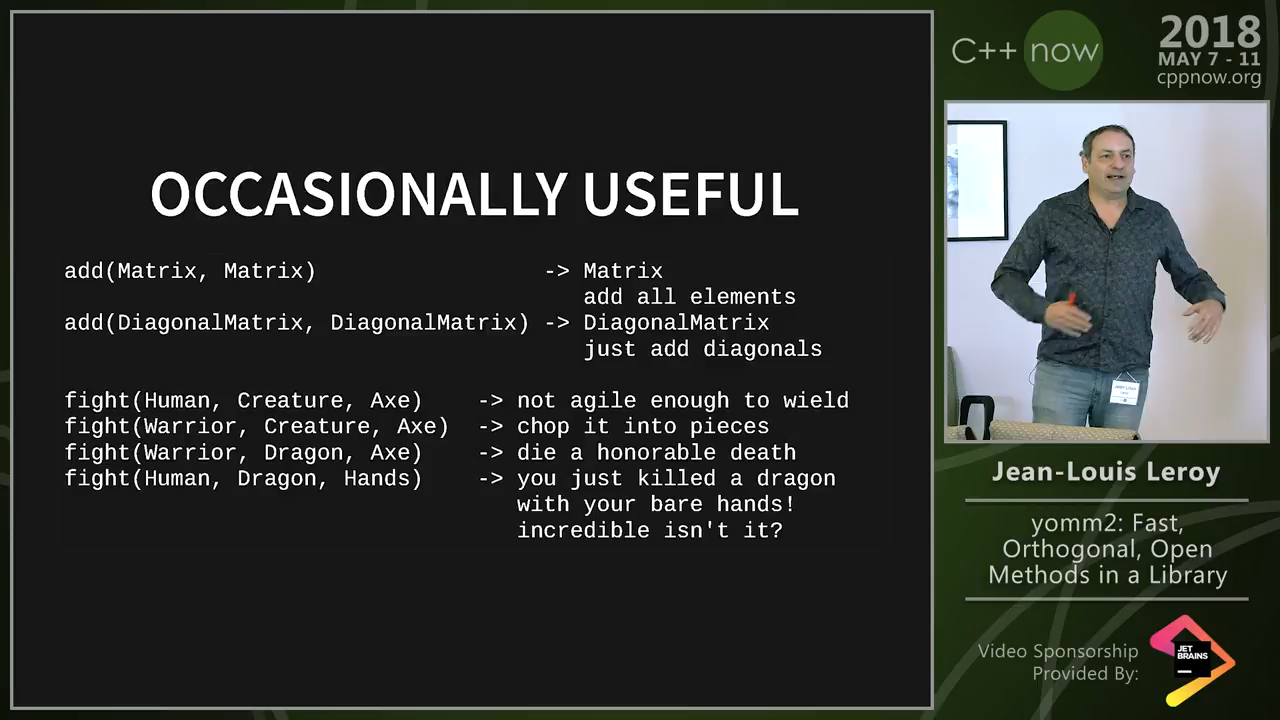 OCCASIONALLY USEFUL
add(Matrix, Matrix) -> Matrix
add all elements
add(DiagonalMatrix, DiagonalMatrix) -> DiagonalMatrix
just add diagonals
fight(Human, Creature, Axe) -> not agile enough to wield
fight(Warrior, Creature, Axe) -> chop it into pieces
fight(Warrior, Dragon, Axe) -> die a honorable death
fight(Human, Dragon, Hands) -> you just killed a dragon
with your bare hands!
incredible isn't it?
C++ now
2018
MAY 7 - 11
cppnow.org
Jean-Louis Leroy
yomm2: Fast,
Orthogonal, Open
Methods in a Library
Video Sponsorship
Provided By:
JET
BRAINS